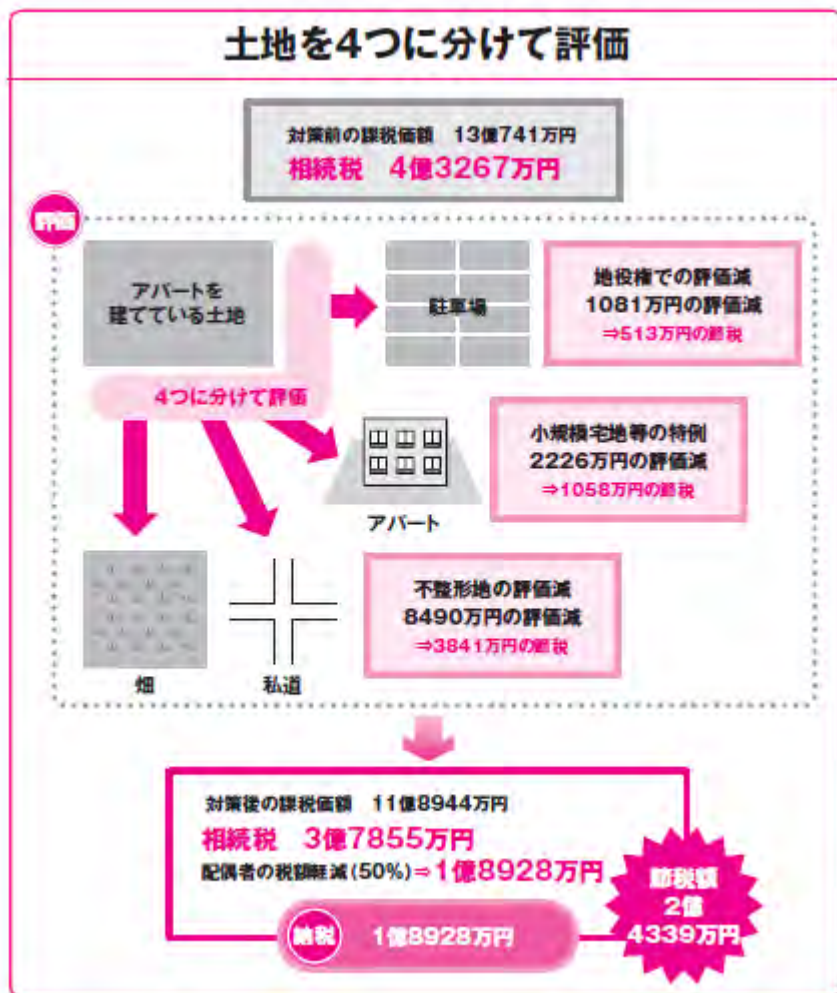 土地を4つに分けて評価
対策前の課税価額 13億741万円
相続税 4億3267万円
評価
アパートを
建てている土地
駐車場
地役権での評価減
1081万円の評価減
⇒513万円の節税
4つに分けて評価
小規模宅地等の特例
2226万円の評価減
⇒1058万円の節税
アパート
不整形地の評価減
8490万円の評価減
⇒3841万円の節税
畑
私道
対策後の課税価額 11億8944万円
相続税 3億7855万円
配偶者の税額軽減(50%)⇒1億8928万円
納税
1億8928万円
節税額
2億
4339万円